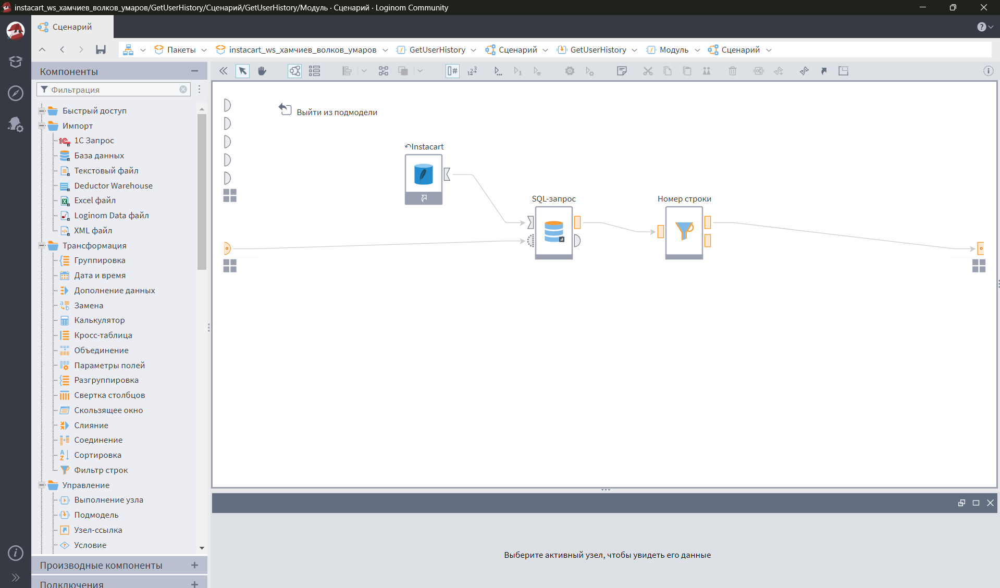 instacart_ws_хамчиев_волков_умаров/GetUserHistory/Сценарий/GetUserHistory/Модуль · Сценарий · Loginom Community
Сценарий
Пакеты
instacart_ws_хамчиев_волков_умаров
GetUserHistory
Сценарий
GetUserHistory
Модуль
Сценарий
Компоненты
Фильтрация
Быстрый доступ
Импорт
1С Запрос
База данных
Текстовый файл
Deductor Warehouse
Excel файл
Loginom Data файл
XML файл
Трансформация
Группировка
Дата и время
Дополнение данных
Замена
Калькулятор
Кросс-таблица
Объединение
Параметры полей
Разгруппировка
Свертка столбцов
Скользящее окно
Слияние
Соединение
Сортировка
Фильтр строк
Управление
Выполнение узла
Подмодель
Узел-ссылка
Условие
Производные компоненты
Подключения
Выйти из подмодели
Instacart
SQL-запрос
Номер строки
Выберите активный узел, чтобы увидеть его данные